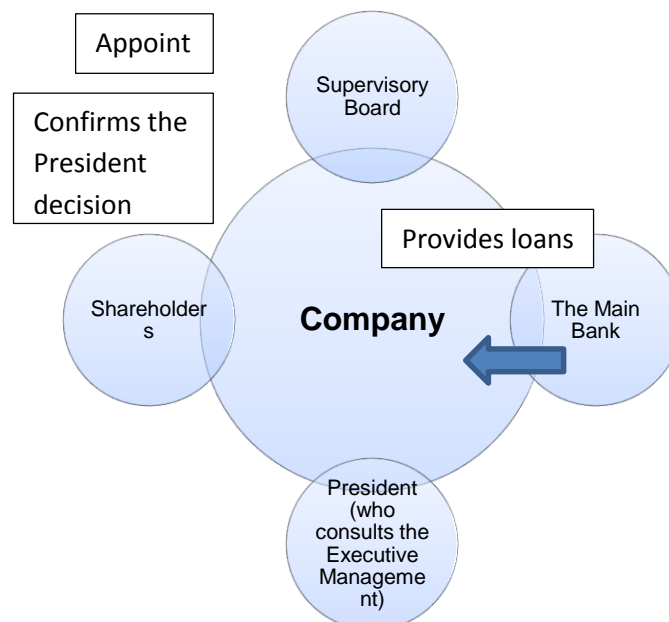 Appoint
Supervisory
Board
Confirms the
President
decision
Provides loans
Shareholder
s
Company
The Main
Bank
President
(who
consults the
Executive
Manageme
nt)